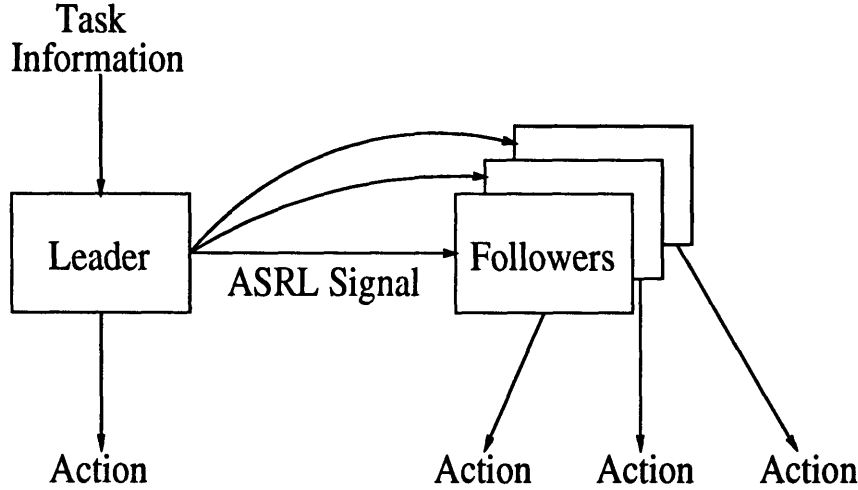 Task
Information
Leader
Followers
ASRL Signal
Action
Action
Action
Action